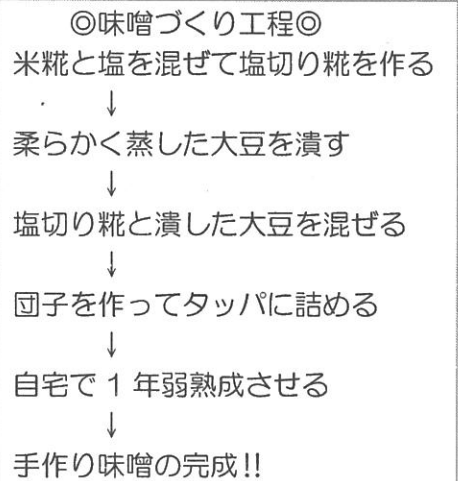 ◎味噌づくり工程◎
米糀と塩を混ぜて塩切り糀を作る
↓
柔らかく蒸した大豆を潰す
↓
塩切り糀と潰した大豆を混ぜる
↓
団子を作ってタッパに詰める
↓
自宅で1年弱熟成させる
↓
手作り味噌の完成!!